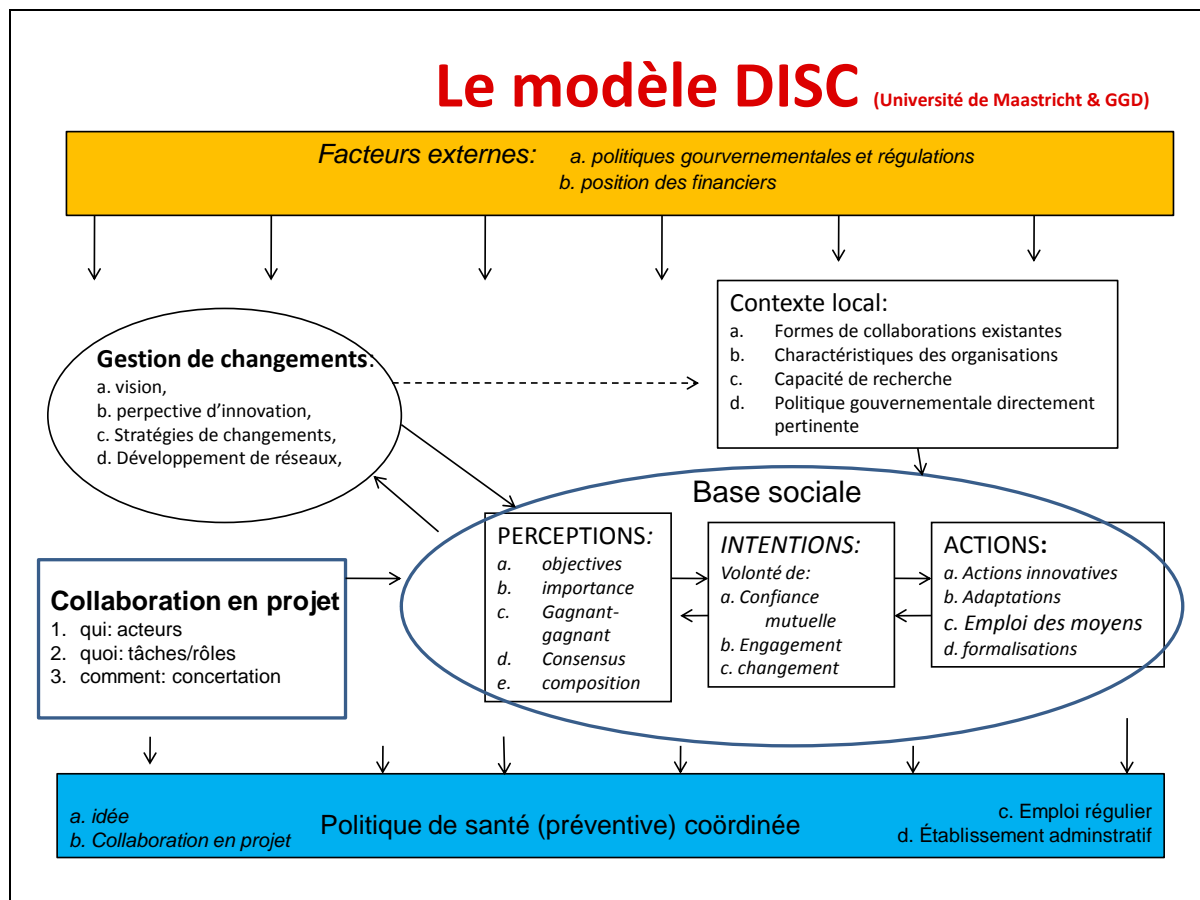 Le modèle DISC (Université de Maastricht & GGD)
Facteurs externes: a. politiques gourvernementales et régulations
b. position des financiers
Contexte local:
a. Formes de collaborations existantes
b. Charactéristiques des organisations
c. Capacité de recherche
d. Politique gouvernementale directement
pertinente
Gestion de changements:
a. vision,
b. perpective d'innovation,
c. Stratégies de changements,
d. Développement de réseaux,
Base sociale
PERCEPTIONS:
a. objectives
b. importance
c. Gagnant-
gagnant
d. Consensus
e. composition
INTENTIONS:
Volonté de:
a. Confiance
mutuelle
b. Engagement
c. changement
ACTIONS:
a. Actions innovatives
b. Adaptations
c. Emploi des moyens
d. formalisations
Collaboration en projet
1. qui: acteurs
2. quoi: tâches/rôles
3. comment: concertation
a. idée
b. Collaboration en projet
Politique de santé (préventive) coördinée
c. Emploi régulier
d. Établissement adminstratif